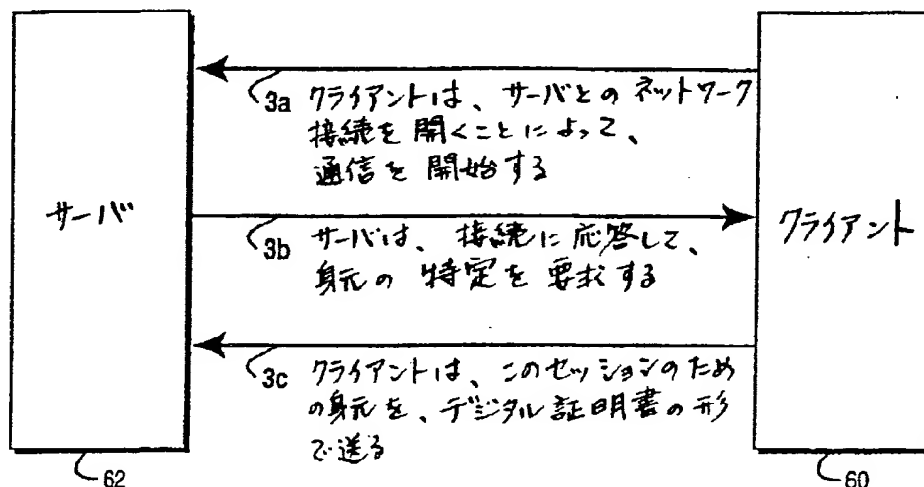 サーバ
3a クライアントは、サーバとのネットワーク
接続を開くことによって、
通信を開始する
3b サーバは、接続に応答して、
身元の特定を要求する
クライアント
3c クライアントは、このセッションのため
の身元を、デジタル証明書の形
で送る
62
60